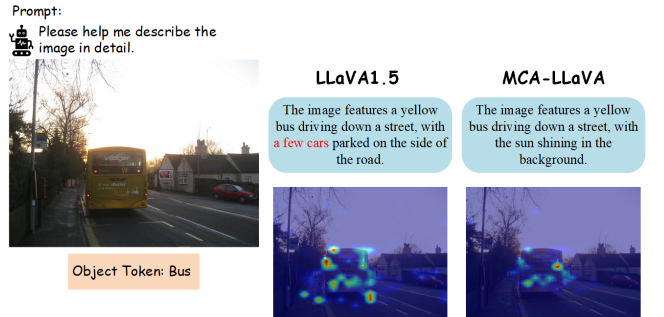 Prompt:
Please help me describe the
image in detail.
Object Token: Bus
LLaVA1.5
The image features a yellow
bus driving down a street, with
a few cars parked on the side of
the road.
MCA-LLaVA
The image features a yellow
bus driving down a street, with
the sun shining in the
background.